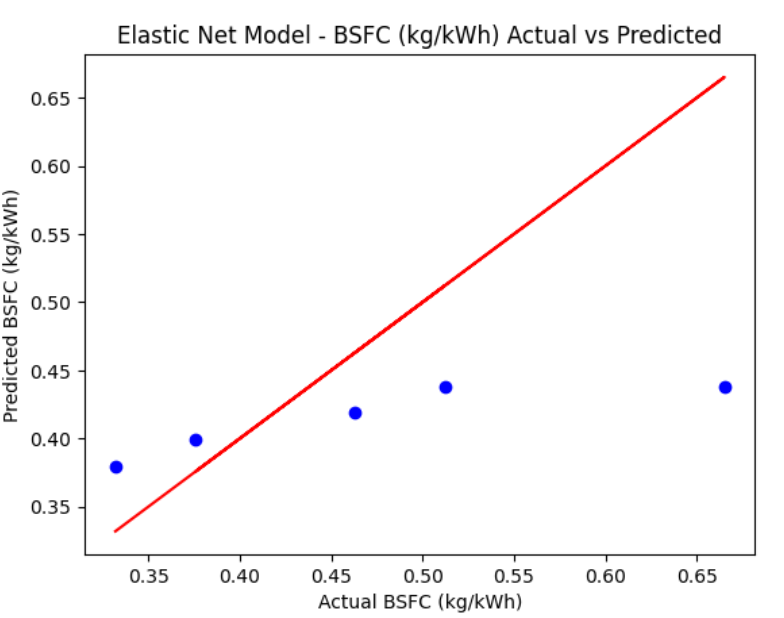 Elastic Net Model - BSFC (kg/kWh) Actual vs Predicted
Predicted BSFC (kg/kWh)
0.65
0.60
0.55
0.50
0.45
0.40
0.35
0.35 0.40 0.45 0.50 0.55 0.60 0.65
Actual BSFC (kg/kWh)